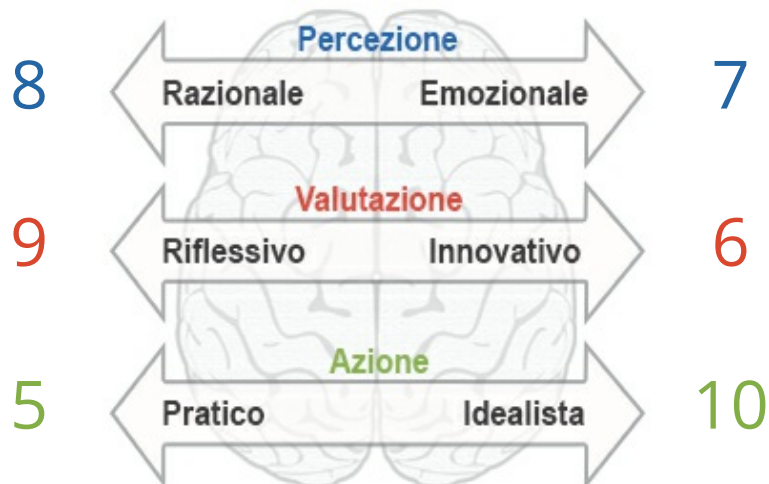 Percezione
8 Razionale Emozionale 7
Valutazione
9 Riflessivo Innovativo 6
Azione
5 Pratico Idealista 10